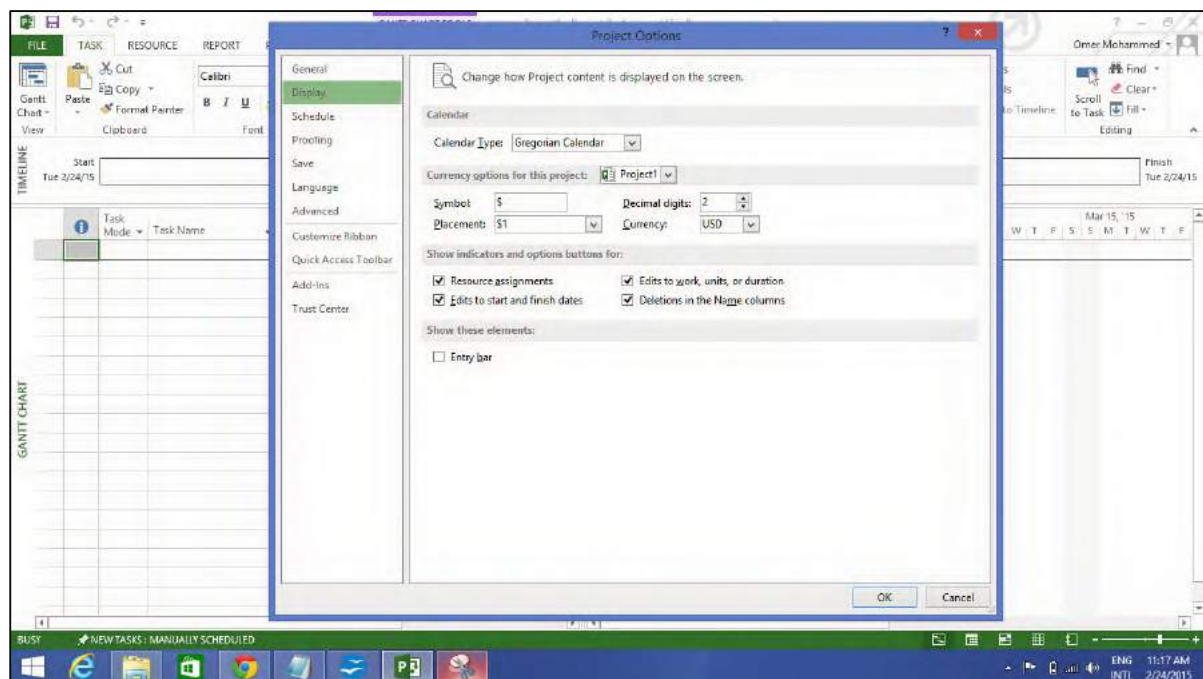 Project Options
? ×
? – ×
FILE TASK RESOURCE REPORT
Omer Mohammed
Gantt Chart
Paste
Cut
Copy
Format Painter
Calibri
B I U
View
Clipboard
Font
to Timeline
Scroll to Task
Find
Clear
Fill
Editing
TIMELINE
Start
Tue 2/24/15
Finish
Tue 2/24/15
Task Mode
Task Name
Mar 15, '15
W T F S S M T W T F
GANTT CHART
General
Display
Schedule
Proofing
Save
Language
Advanced
Customize Ribbon
Quick Access Toolbar
Add-Ins
Trust Center
Change how Project content is displayed on the screen.
Calendar
Calendar Type: Gregorian Calendar
Currency options for this project: Project1
Symbol: $ Decimal digits: 2
Placement: $1 Currency: USD
Show indicators and options buttons for:
Resource assignments Edits to work, units, or duration
Edits to start and finish dates Deletions in the Name columns
Show these elements:
Entry bar
OK Cancel
BUSY NEW TASKS : MANUALLY SCHEDULED
ENG 11:17 AM
INTL 2/24/2015